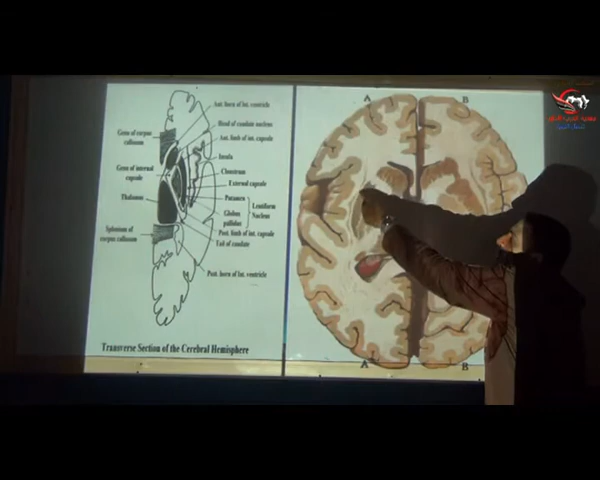 Ant. horn of lat. ventricle
Head of caudate nucleus
Ant. limb of int. capsule
Genu of corpus
callosum
Insula
Claustrum
Genu of internal
capsule
External capsule
Thalamus
Putamen
Lentiform
Nucleus
Globus
pallidus
Splenium of
corpus callosum
Post. limb of int. capsule
Tail of caudate
Post. horn of lat. ventricle
Transverse Section of the Cerebral Hemisphere
A
B
A
B